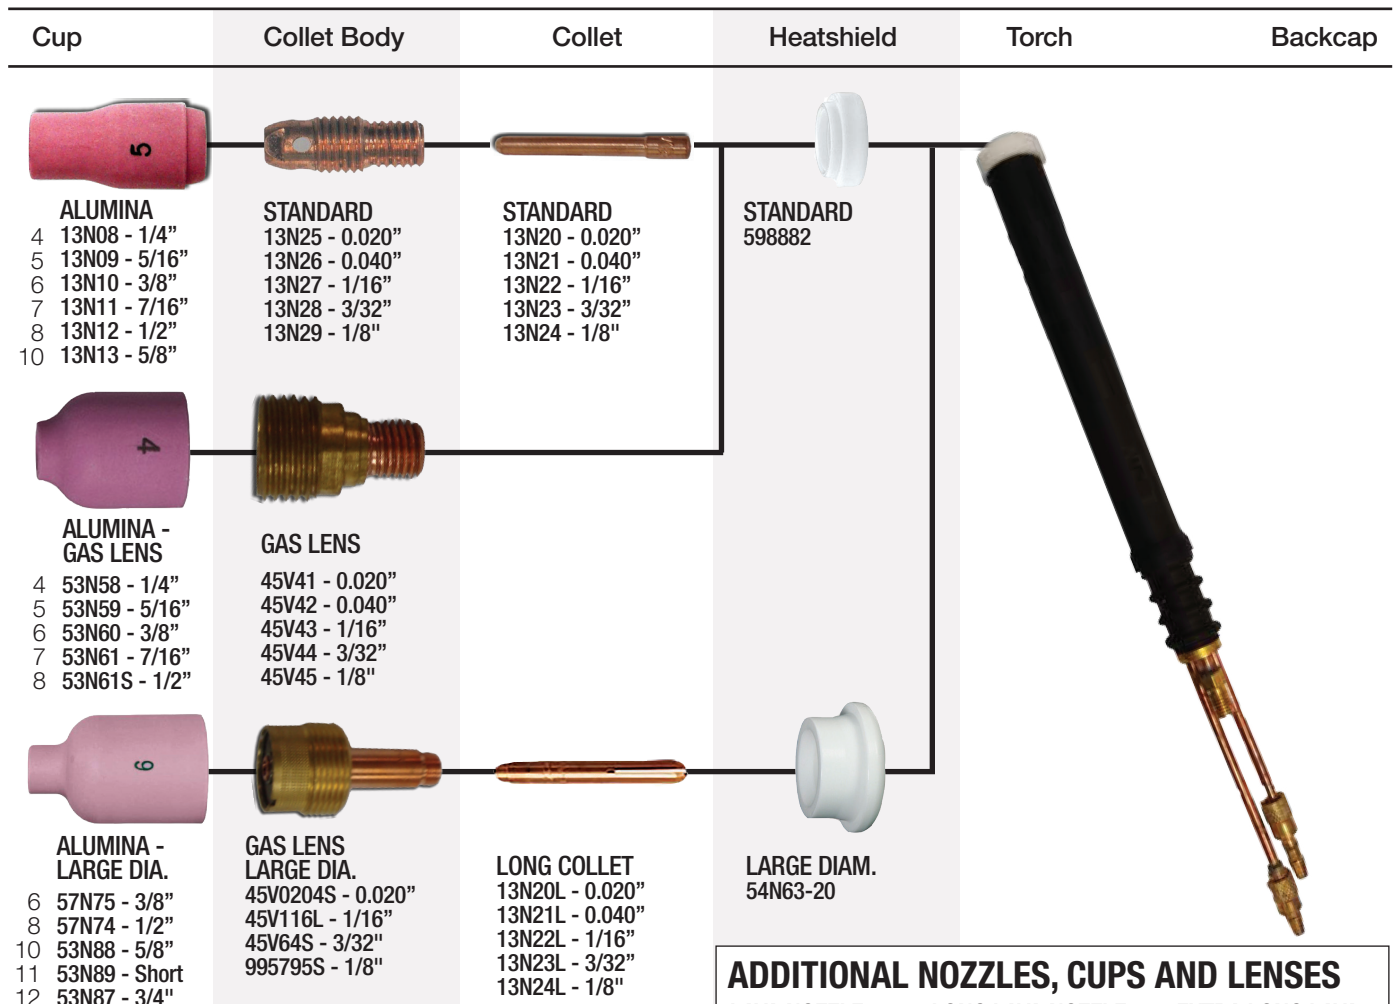 Cup Collet Body Collet Heatshield Torch Backcap
5
ALUMINA
4 13N08 - 1/4”
5 13N09 - 5/16”
6 13N10 - 3/8”
7 13N11 - 7/16”
8 13N12 - 1/2”
10 13N13 - 5/8”
STANDARD
13N25 - 0.020”
13N26 - 0.040”
13N27 - 1/16”
13N28 - 3/32”
13N29 - 1/8"
STANDARD
13N20 - 0.020”
13N21 - 0.040”
13N22 - 1/16”
13N23 - 3/32”
13N24 - 1/8"
STANDARD
598882
4
ALUMINA -
GAS LENS
4 53N58 - 1/4”
5 53N59 - 5/16”
6 53N60 - 3/8”
7 53N61 - 7/16”
8 53N61S - 1/2”
GAS LENS
45V41 - 0.020”
45V42 - 0.040”
45V43 - 1/16”
45V44 - 3/32”
45V45 - 1/8"
6
ALUMINA -
LARGE DIA.
6 57N75 - 3/8”
8 57N74 - 1/2”
10 53N88 - 5/8”
11 53N89 - Short
12 53N87 - 3/4"
GAS LENS
LARGE DIA.
45V0204S - 0.020”
45V116L - 1/16”
45V64S - 3/32"
995795S - 1/8"
LONG COLLET
13N20L - 0.020”
13N21L - 0.040”
13N22L - 1/16”
13N23L - 3/32”
13N24L - 1/8"
LARGE DIAM.
54N63-20
ADDITIONAL NOZZLES, CUPS AND LENSES